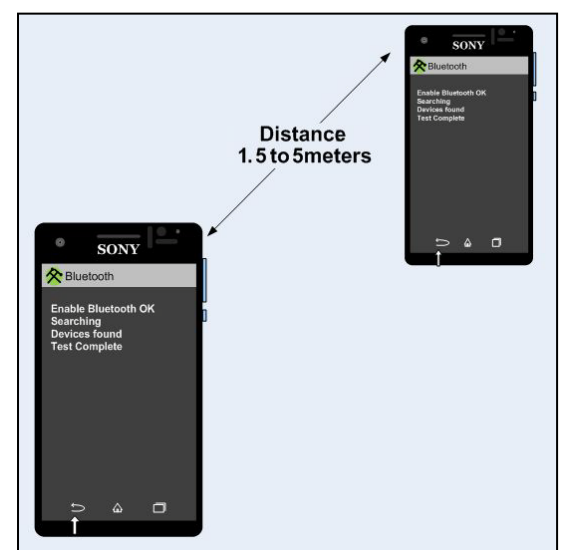 SONY
Bluetooth
Enable Bluetooth OK
Searching
Devices found
Test Complete
Distance
1.5 to 5meters
SONY
Bluetooth
Enable Bluetooth OK
Searching
Devices found
Test Complete